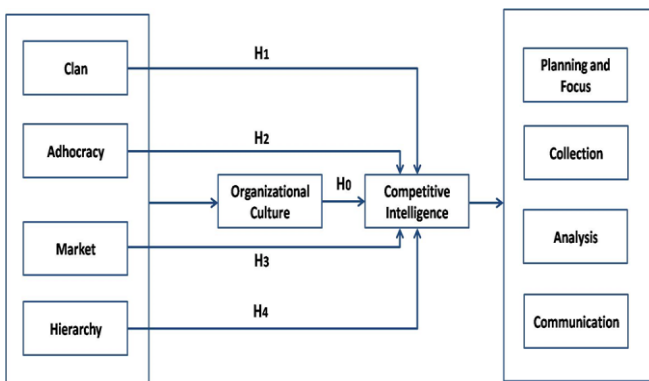 Clan
Adhocracy
Market
Hierarchy
H1
H2
Organizational
Culture
H0
H3
H4
Competitive
Intelligence
Planning and
Focus
Collection
Analysis
Communication